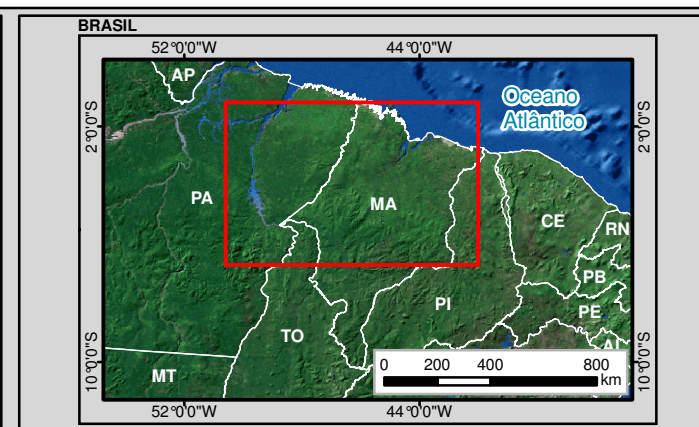 BRASIL
52°0'0"W 44°0'0"W
AP
Oceano
Atlântico
2°0'0"S 2°0'0"S
PA
MA
CE
RN
PB
PI
PE
TO
AL
MT
0 200 400 800
km
10°0'0"S 10°0'0"S
52°0'0"W 44°0'0"W